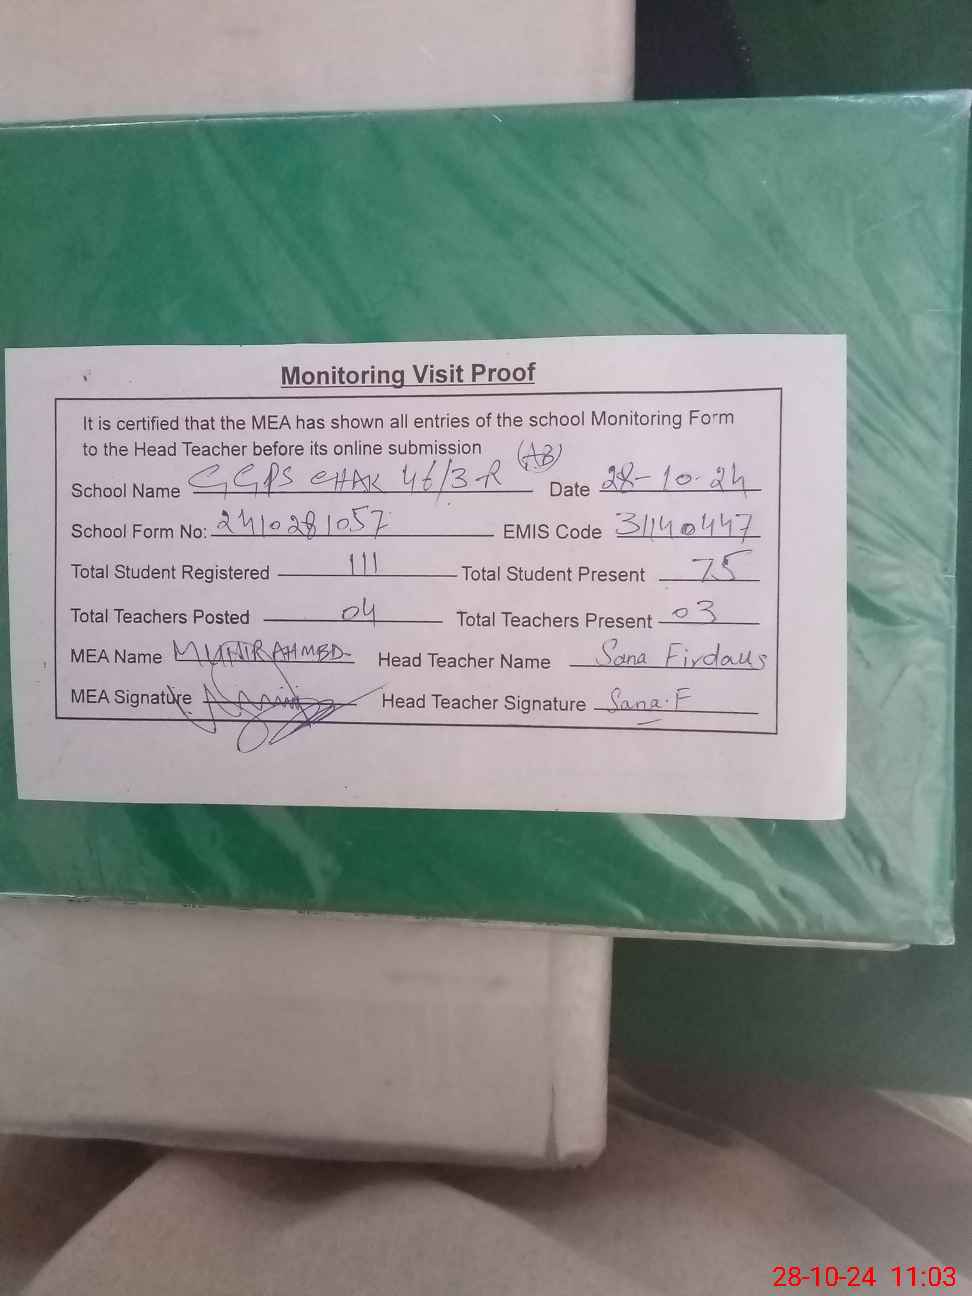 Monitoring Visit Proof
It is certified that the MEA has shown all entries of the school Monitoring Form
to the Head Teacher before its online submission
(AB)
School Name GGPS CHAK 46/3-R Date 28-10-24
School Form No: 2410281057 EMIS Code 31140447
Total Student Registered 111 Total Student Present 75
Total Teachers Posted 04 Total Teachers Present 03
MEA Name AHMED Head Teacher Name Sana Firdaus
MEA Signature Head Teacher Signature Sana.F
28-10-24 11:03